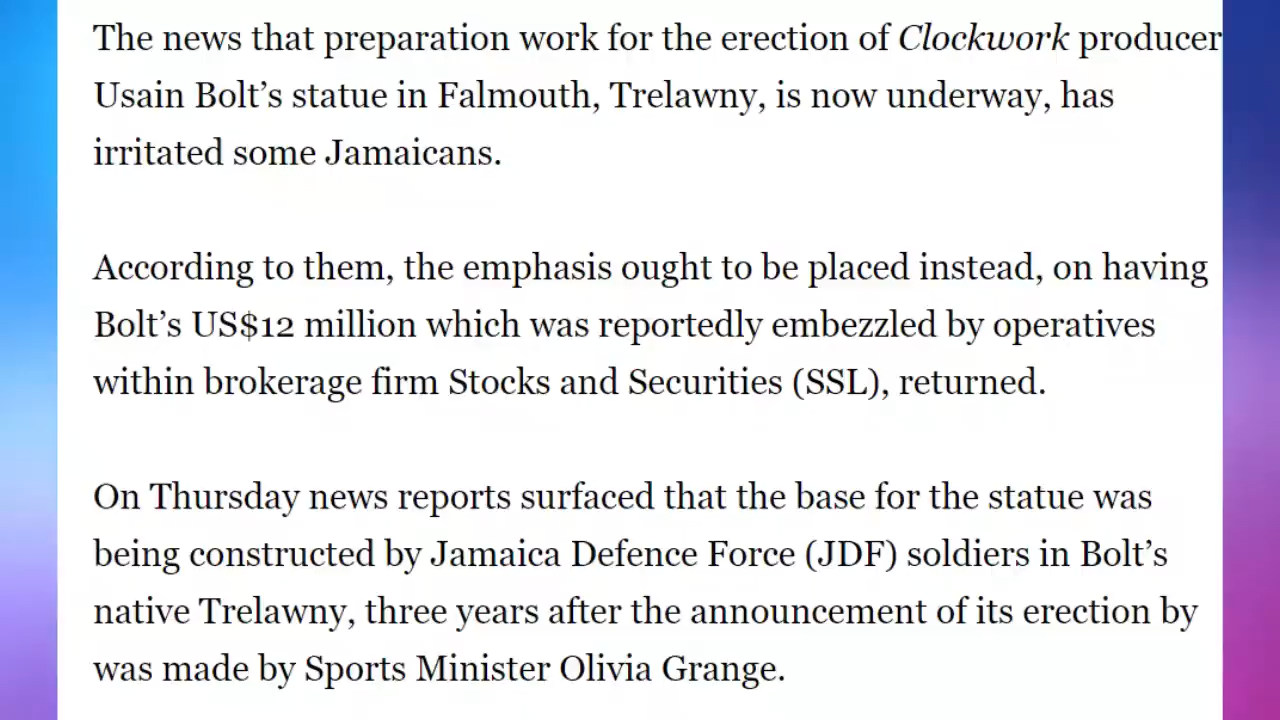 The news that preparation work for the erection of Clockwork producer
Usain Bolt’s statue in Falmouth, Trelawny, is now underway, has
irritated some Jamaicans.
According to them, the emphasis ought to be placed instead, on having
Bolt’s US$12 million which was reportedly embezzled by operatives
within brokerage firm Stocks and Securities (SSL), returned.
On Thursday news reports surfaced that the base for the statue was
being constructed by Jamaica Defence Force (JDF) soldiers in Bolt’s
native Trelawny, three years after the announcement of its erection by
was made by Sports Minister Olivia Grange.